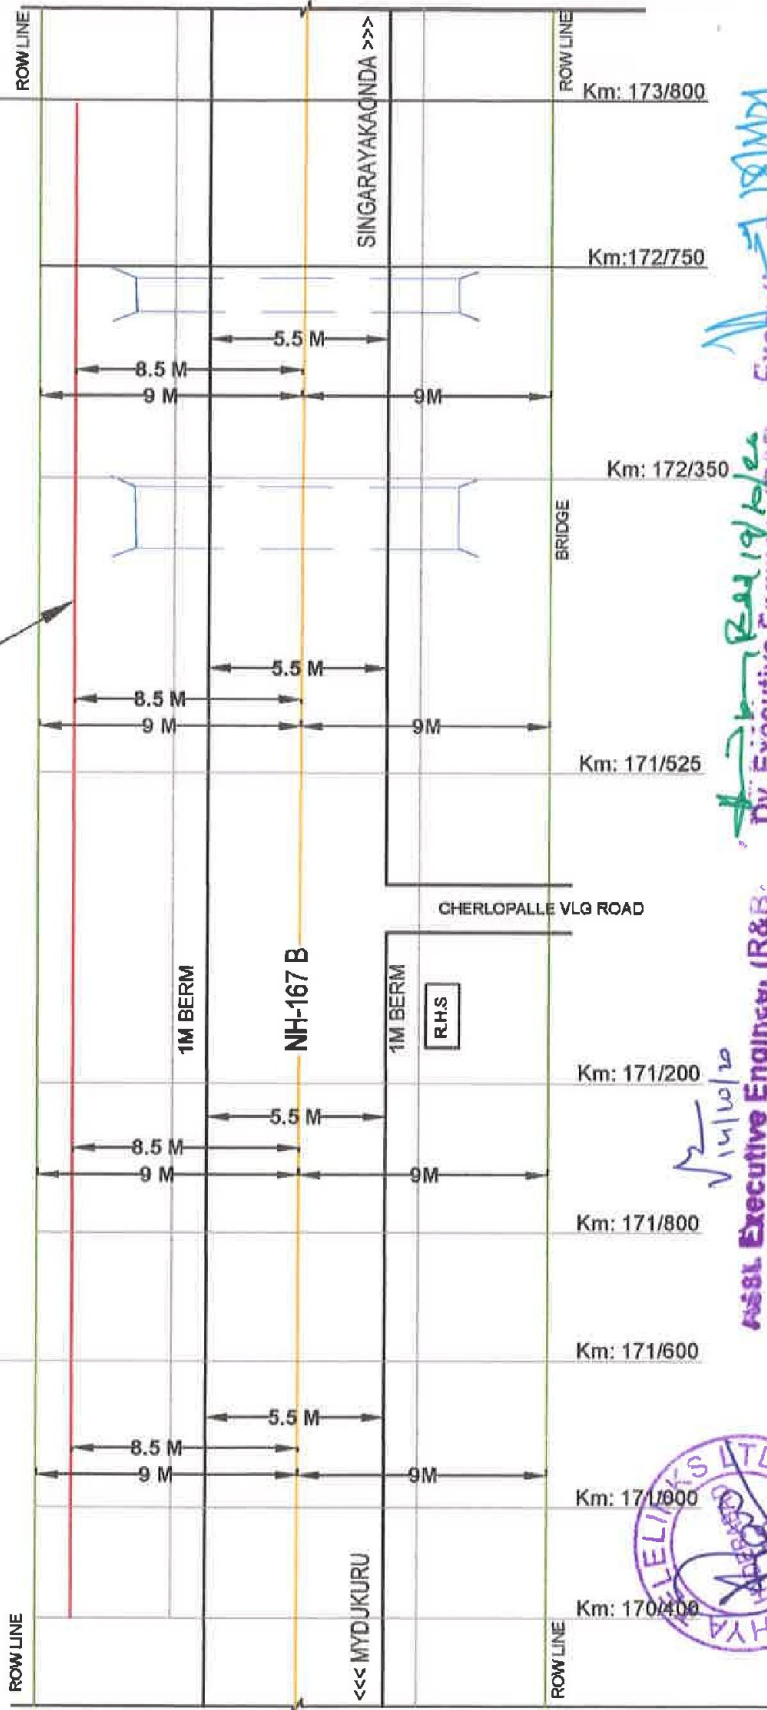 ROW LINE
SINGARAYAKAONDA >>>
ROW LINE
Km: 173/800
Km:172/750
5.5 M
8.5 M
9 M
9M
Km: 172/350
BRIDGE
5.5 M
8.5 M
9 M
9M
Km: 171/525
CHERLOPALLE VLG ROAD
1M BERM
NH-167 B
1M BERM
R.H.S
Km: 171/200
5.5 M
8.5 M
9 M
9M
Km: 171/800
Km: 171/600
5.5 M
8.5 M
9 M
9M
Km: 171/000
Km: 170/400
ROW LINE
<<< MYDUKURU
ROW LINE
Dy. Executive
14/10/20
Asst. Executive Engineer, (R&B)